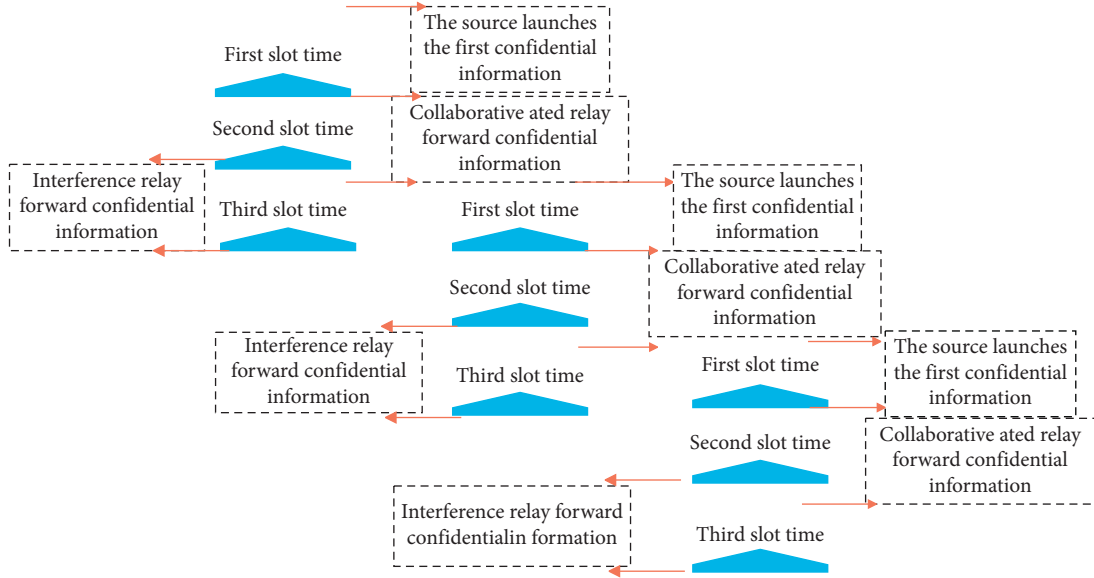 The source launches
the first confidential
information
First slot time
Collaborative ated relay
forward confidential
information
Second slot time
Interference relay
forward confidential
information
Third slot time
The source launches
the first confidential
information
First slot time
Collaborative ated relay
forward confidential
information
Second slot time
Interference relay
forward confidential
information
Third slot time
The source launches
the first confidential
information
First slot time
Collaborative ated relay
forward confidential
information
Second slot time
Interference relay forward
confidentialin formation
Third slot time